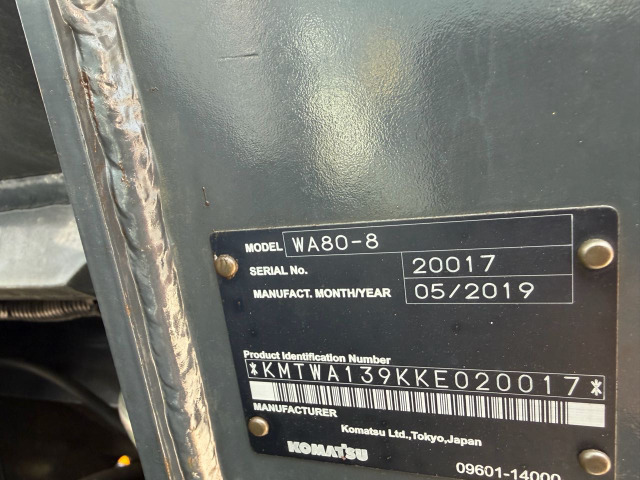 MODEL WA80-8
SERIAL No. 20017
MANUFACT. MONTH/YEAR 05/2019
Product Identification Number
*KMTWA139KKE020017*
MANUFACTURER
Komatsu Ltd.,Tokyo,Japan
KOMATSU
09601-14000